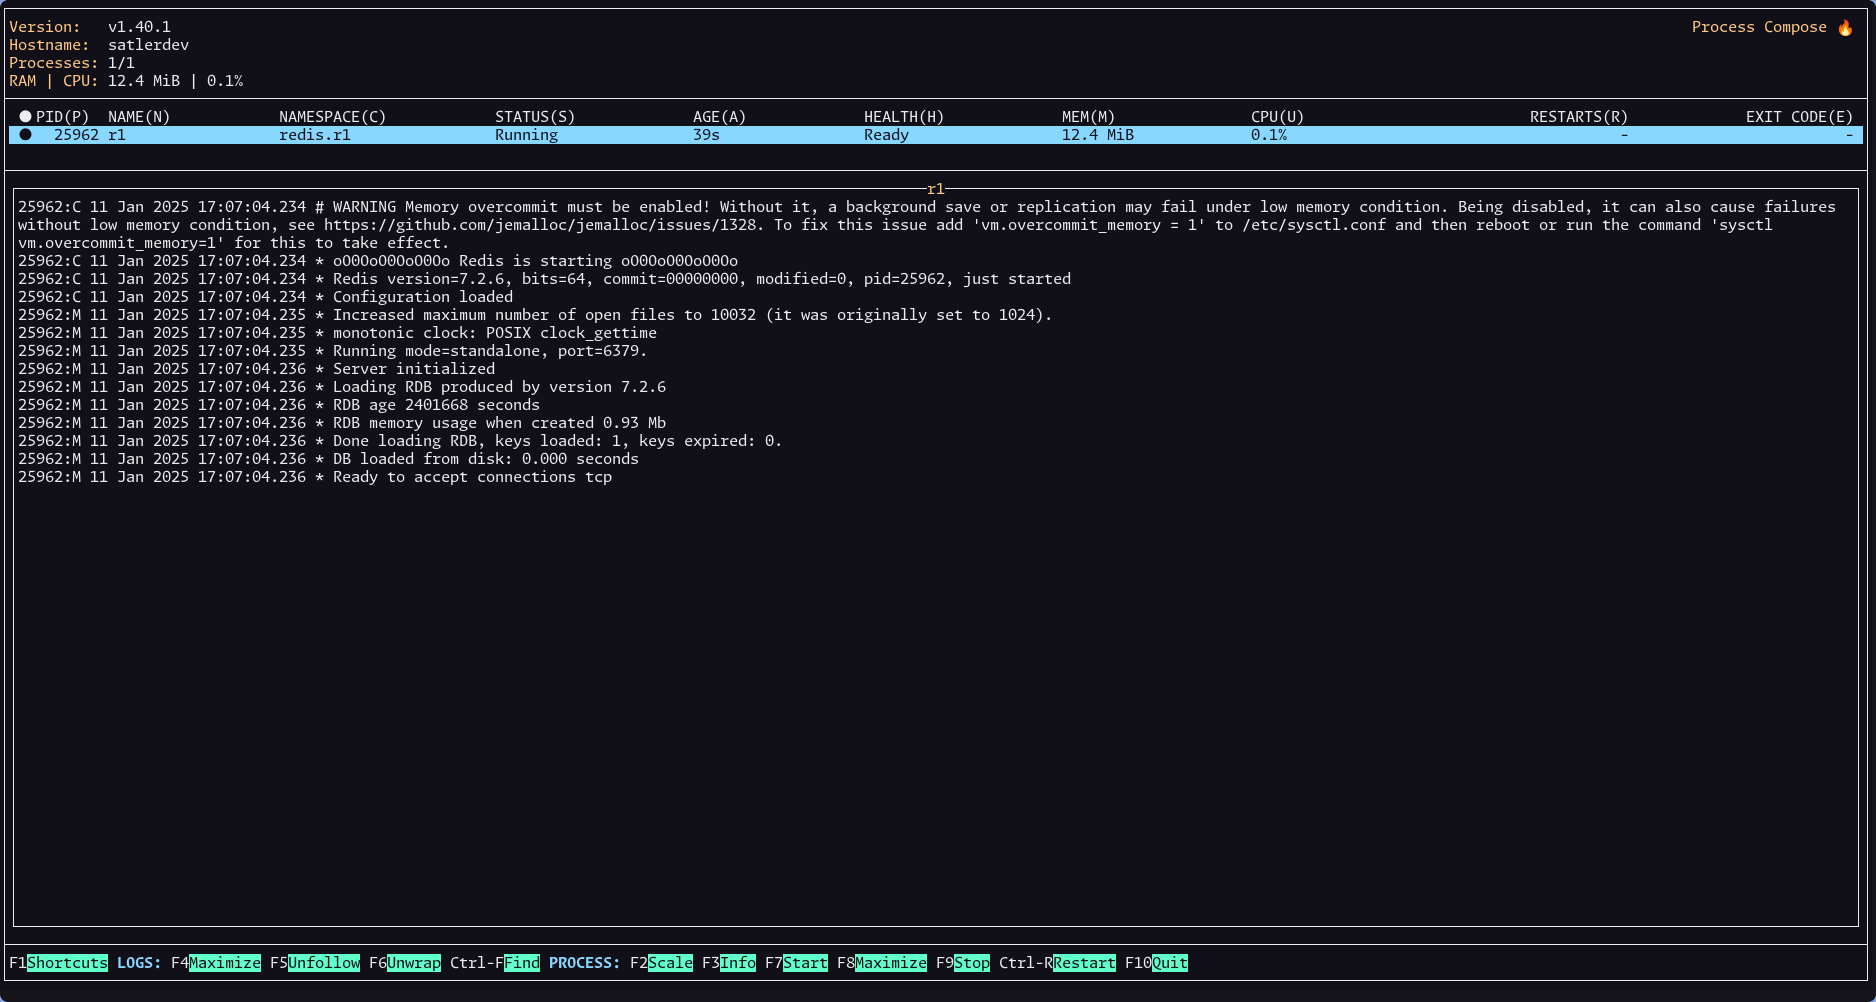 Version: v1.40.1
Process Compose 🔥
Hostname: satlerdev
Processes: 1/1
RAM | CPU: 12.4 MiB | 0.1%
●PID(P) NAME(N) NAMESPACE(C) STATUS(S) AGE(A) HEALTH(H) MEM(M) CPU(U) RESTARTS(R) EXIT CODE(E)
● 25962 r1 redis.r1 Running 39s Ready 12.4 MiB 0.1% - -
r1
25962:C 11 Jan 2025 17:07:04.234 # WARNING Memory overcommit must be enabled! Without it, a background save or replication may fail under low memory condition. Being disabled, it can also cause failures
without low memory condition, see https://github.com/jemalloc/jemalloc/issues/1328. To fix this issue add 'vm.overcommit_memory = 1' to /etc/sysctl.conf and then reboot or run the command 'sysctl
vm.overcommit_memory=1' for this to take effect.
25962:C 11 Jan 2025 17:07:04.234 * oO0OoO0OoO0Oo Redis is starting oO0OoO0OoO0Oo
25962:C 11 Jan 2025 17:07:04.234 * Redis version=7.2.6, bits=64, commit=00000000, modified=0, pid=25962, just started
25962:C 11 Jan 2025 17:07:04.234 * Configuration loaded
25962:M 11 Jan 2025 17:07:04.235 * Increased maximum number of open files to 10032 (it was originally set to 1024).
25962:M 11 Jan 2025 17:07:04.235 * monotonic clock: POSIX clock_gettime
25962:M 11 Jan 2025 17:07:04.235 * Running mode=standalone, port=6379.
25962:M 11 Jan 2025 17:07:04.236 * Server initialized
25962:M 11 Jan 2025 17:07:04.236 * Loading RDB produced by version 7.2.6
25962:M 11 Jan 2025 17:07:04.236 * RDB age 2401668 seconds
25962:M 11 Jan 2025 17:07:04.236 * RDB memory usage when created 0.93 Mb
25962:M 11 Jan 2025 17:07:04.236 * Done loading RDB, keys loaded: 1, keys expired: 0.
25962:M 11 Jan 2025 17:07:04.236 * DB loaded from disk: 0.000 seconds
25962:M 11 Jan 2025 17:07:04.236 * Ready to accept connections tcp
F1Shortcuts LOGS: F4Maximize F5Unfollow F6Unwrap Ctrl-FFind PROCESS: F2Scale F3Info F7Start F8Maximize F9Stop Ctrl-RRestart F10Quit